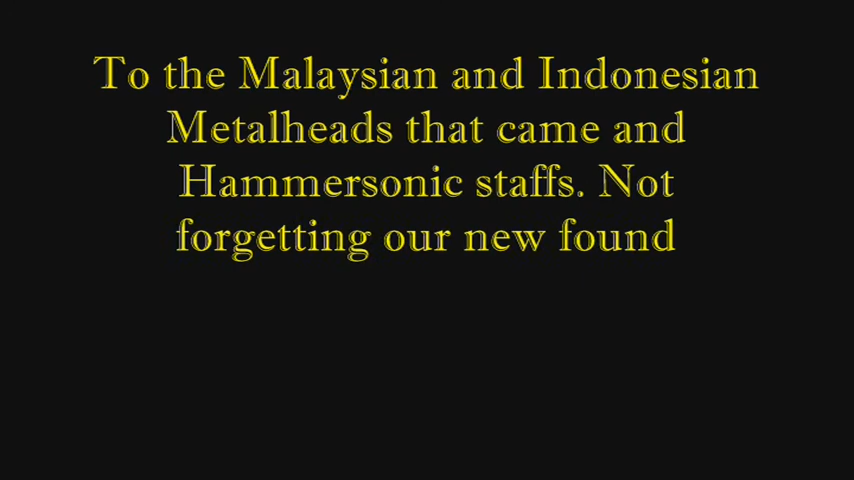 To the Malaysian and Indonesian
Metalheads that came and
Hammersonic staffs. Not
forgetting our new found